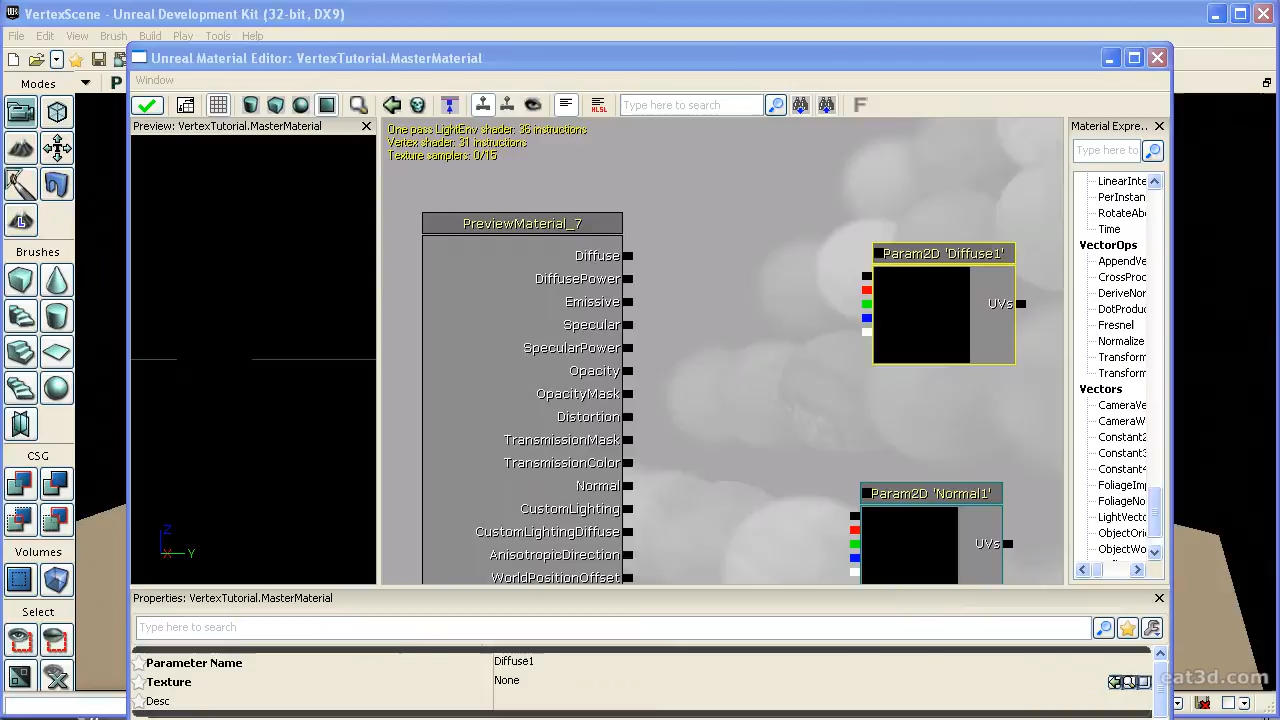 VertexScene - Unreal Development Kit (32-bit, DX9)
File Edit View Brush Build Play Tools Help
Unreal Material Editor: VertexTutorial.MasterMaterial
Modes
Window
Type here to search
HLSL
F
Preview: VertexTutorial.MasterMaterial
Material Expre..
One pass LightEnv shader: 36 instructions
Vertex shader: 31 instructions
Texture samplers: 0/15
Type here to
LinearInte
PerInstan
RotateAbo
Time
VectorOps
AppendVe
CrossProd
DeriveNor
DotProduc
Fresnel
Normalize
Transform
Transform
Vectors
CameraVe
CameraW
Constant2
Constant3
Constant4
FoliageImp
FoliageNo
LightVecto
ObjectOri
ObjectWo
PreviewMaterial_7
Diffuse
DiffusePower
Emissive
Specular
SpecularPower
Opacity
OpacityMask
Distortion
TransmissionMask
TransmissionColor
Normal
CustomLighting
CustomLightingDiffuse
AnisotropicDirection
WorldPositionOffset
Param2D 'Diffuse1'
UVs
Param2D 'Normal1'
UVs
Brushes
CSG
Volumes
Select
Z
X
Y
Properties: VertexTutorial.MasterMaterial
Type here to search
Parameter Name Diffuse1
Texture None
Desc
eat3d.com